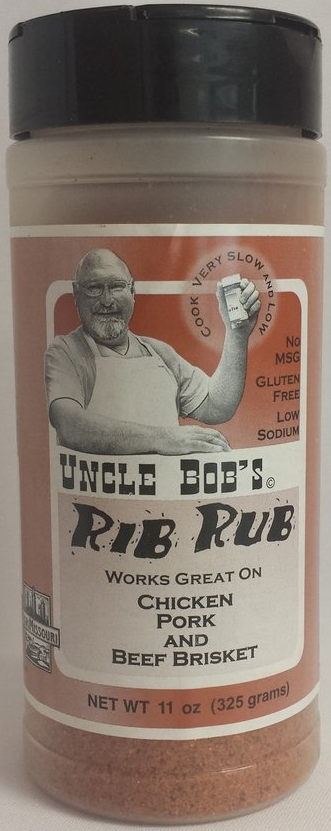 COOK VERY SLOW AND LOW
NO
MSG
GLUTEN
FREE
LOW
SODIUM
UNCLE BOB'S ©
RIB RUB
WORKS GREAT ON
CHICKEN
PORK
AND
BEEF BRISKET
MISSOURI
NET WT 11 oz (325 grams)